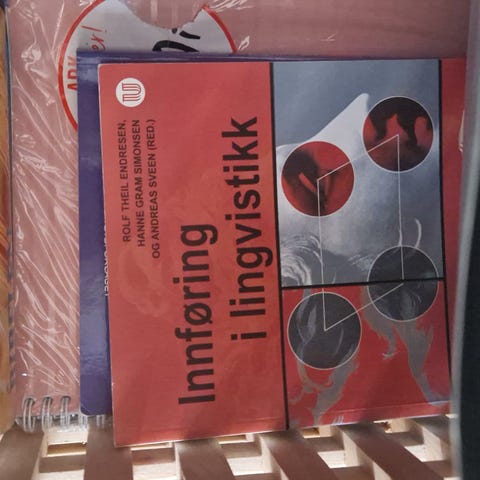 ROLF THEIL ENDRESEN,
HANNE GRAM SIMONSEN
OG ANDREAS SVEEN (RED.)
Innføring
i lingvistikk